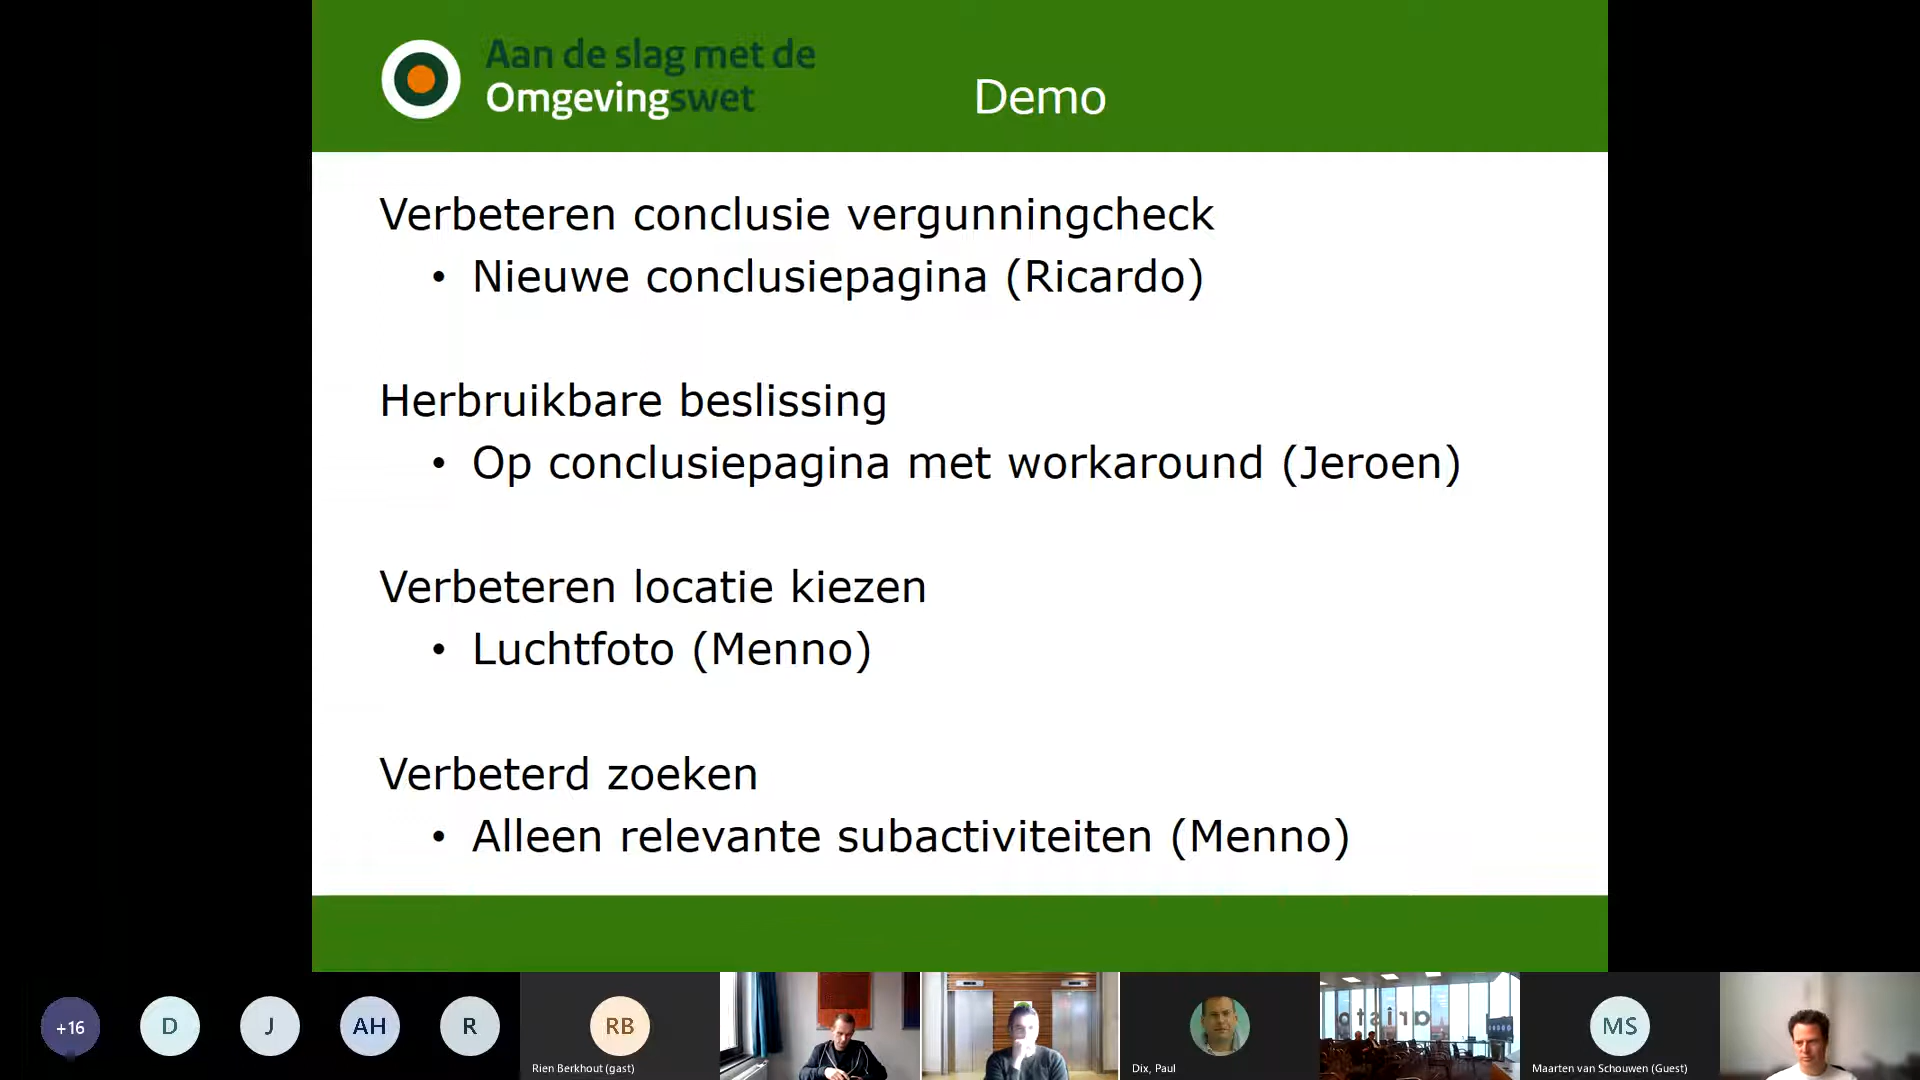 Aan de slag met de
Omgevingswet
Demo
Verbeteren conclusie vergunningcheck
• Nieuwe conclusiepagina (Ricardo)
Herbruikbare beslissing
• Op conclusiepagina met workaround (Jeroen)
Verbeteren locatie kiezen
• Luchtfoto (Menno)
Verbeterd zoeken
• Alleen relevante subactiviteiten (Menno)
+16
D
J
AH
R
RB
Rien Berkhout (gast)
Dix, Paul
aristo
MS
Maarten van Schouwen (Guest)